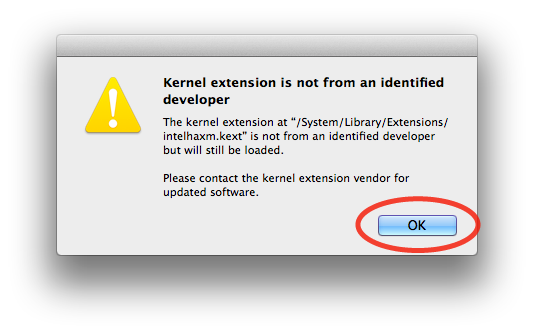 Kernel extension is not from an identified
developer
The kernel extension at “/System/Library/Extensions/
intelhaxm.kext” is not from an identified developer
but will still be loaded.
Please contact the kernel extension vendor for
updated software.
OK